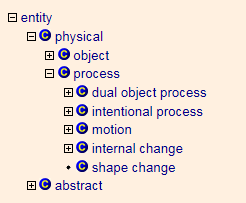 entity
physical
object
process
dual object process
intentional process
motion
internal change
shape change
abstract